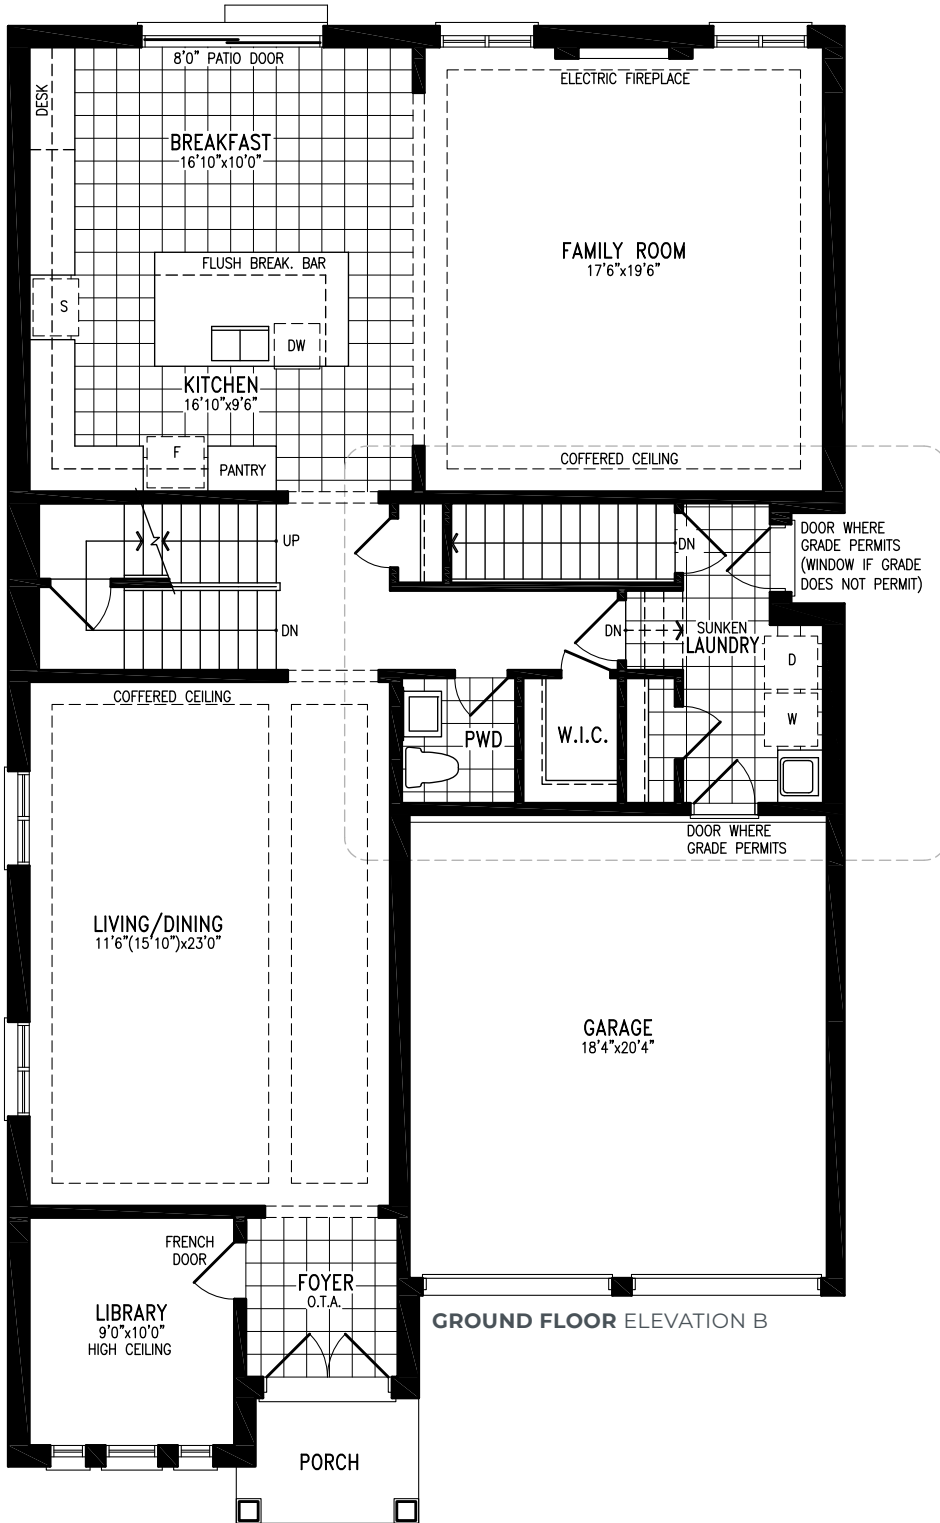 8'0" PATIO DOOR
DESK
BREAKFAST
16'10"x10'0"
ELECTRIC FIREPLACE
FAMILY ROOM
17'6"x19'6"
FLUSH BREAK. BAR
S
DW
KITCHEN
16'10"x9'6"
F
PANTRY
COFFERED CEILING
UP
DN
DN
DOOR WHERE
GRADE PERMITS
(WINDOW IF GRADE
DOES NOT PERMIT)
DN
SUNKEN
LAUNDRY
D
W
COFFERED CEILING
PWD
W.I.C.
DOOR WHERE
GRADE PERMITS
LIVING/DINING
11'6"(15'10")x23'0"
GARAGE
18'4"x20'4"
FRENCH
DOOR
FOYER
O.T.A.
LIBRARY
9'0"x10'0"
HIGH CEILING
GROUND FLOOR ELEVATION B
PORCH